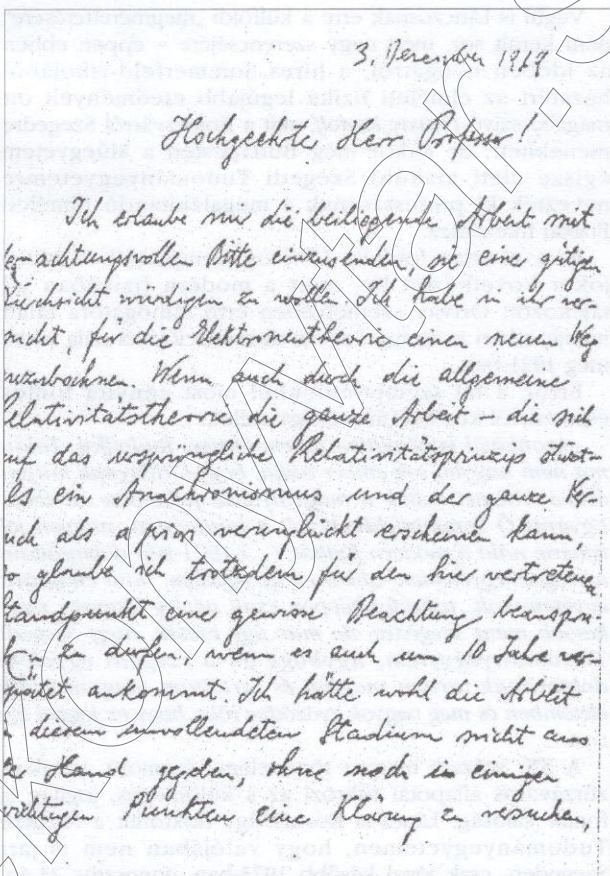 3. Dezember 1919
Hochgeehrter Herr Professor!
Ich erlaube mir die beiliegende Arbeit mit
achtungsvollen Bitte einzusenden, sie eine gütige
Durchsicht würdigen zu wollen. Ich habe in ihr ver-
sucht, für die Elektronentheorie einen neuen Weg
anzubahnen. Wenn auch durch die allgemeine
Relativitätstheorie die ganze Arbeit – die sich
auf das ursprüngliche Relativitätsprinzip stützt –
als ein Anachronismus und der ganze Ver-
such als a priori verunglückt erscheinen kann,
so glaube ich trotzdem für den hier vertretenen
Standpunkt eine gewisse Beachtung beanspru-
zu dürfen, wenn es auch um 10 Jahre ver-
spätet ankommt. Ich hätte wohl die Arbeit
in diesem unvollendeten Stadium nicht aus
der Hand gegeben ohne noch in einigen
wichtigen Punkten eine Klärung zu versuchen,